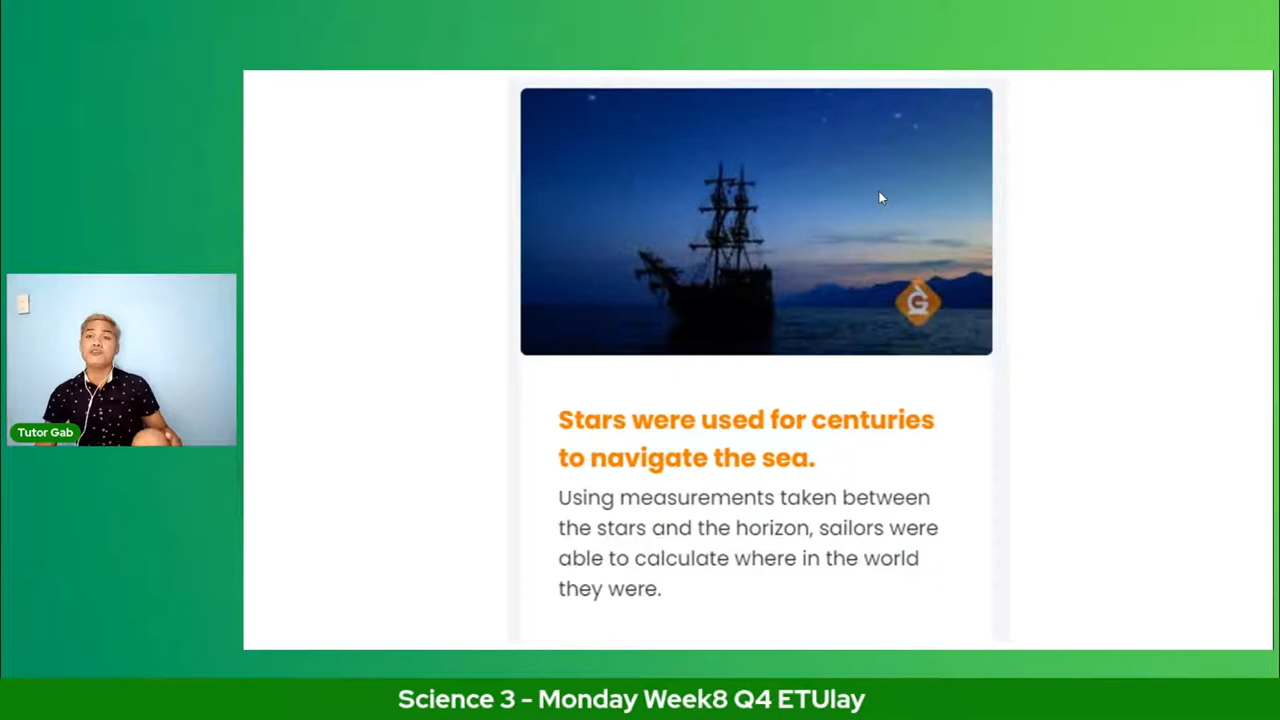 Stars were used for centuries
to navigate the sea.
Using measurements taken between
the stars and the horizon, sailors were
able to calculate where in the world
they were.
Tutor Gab
Science 3 - Monday Week8 Q4 ETUlay